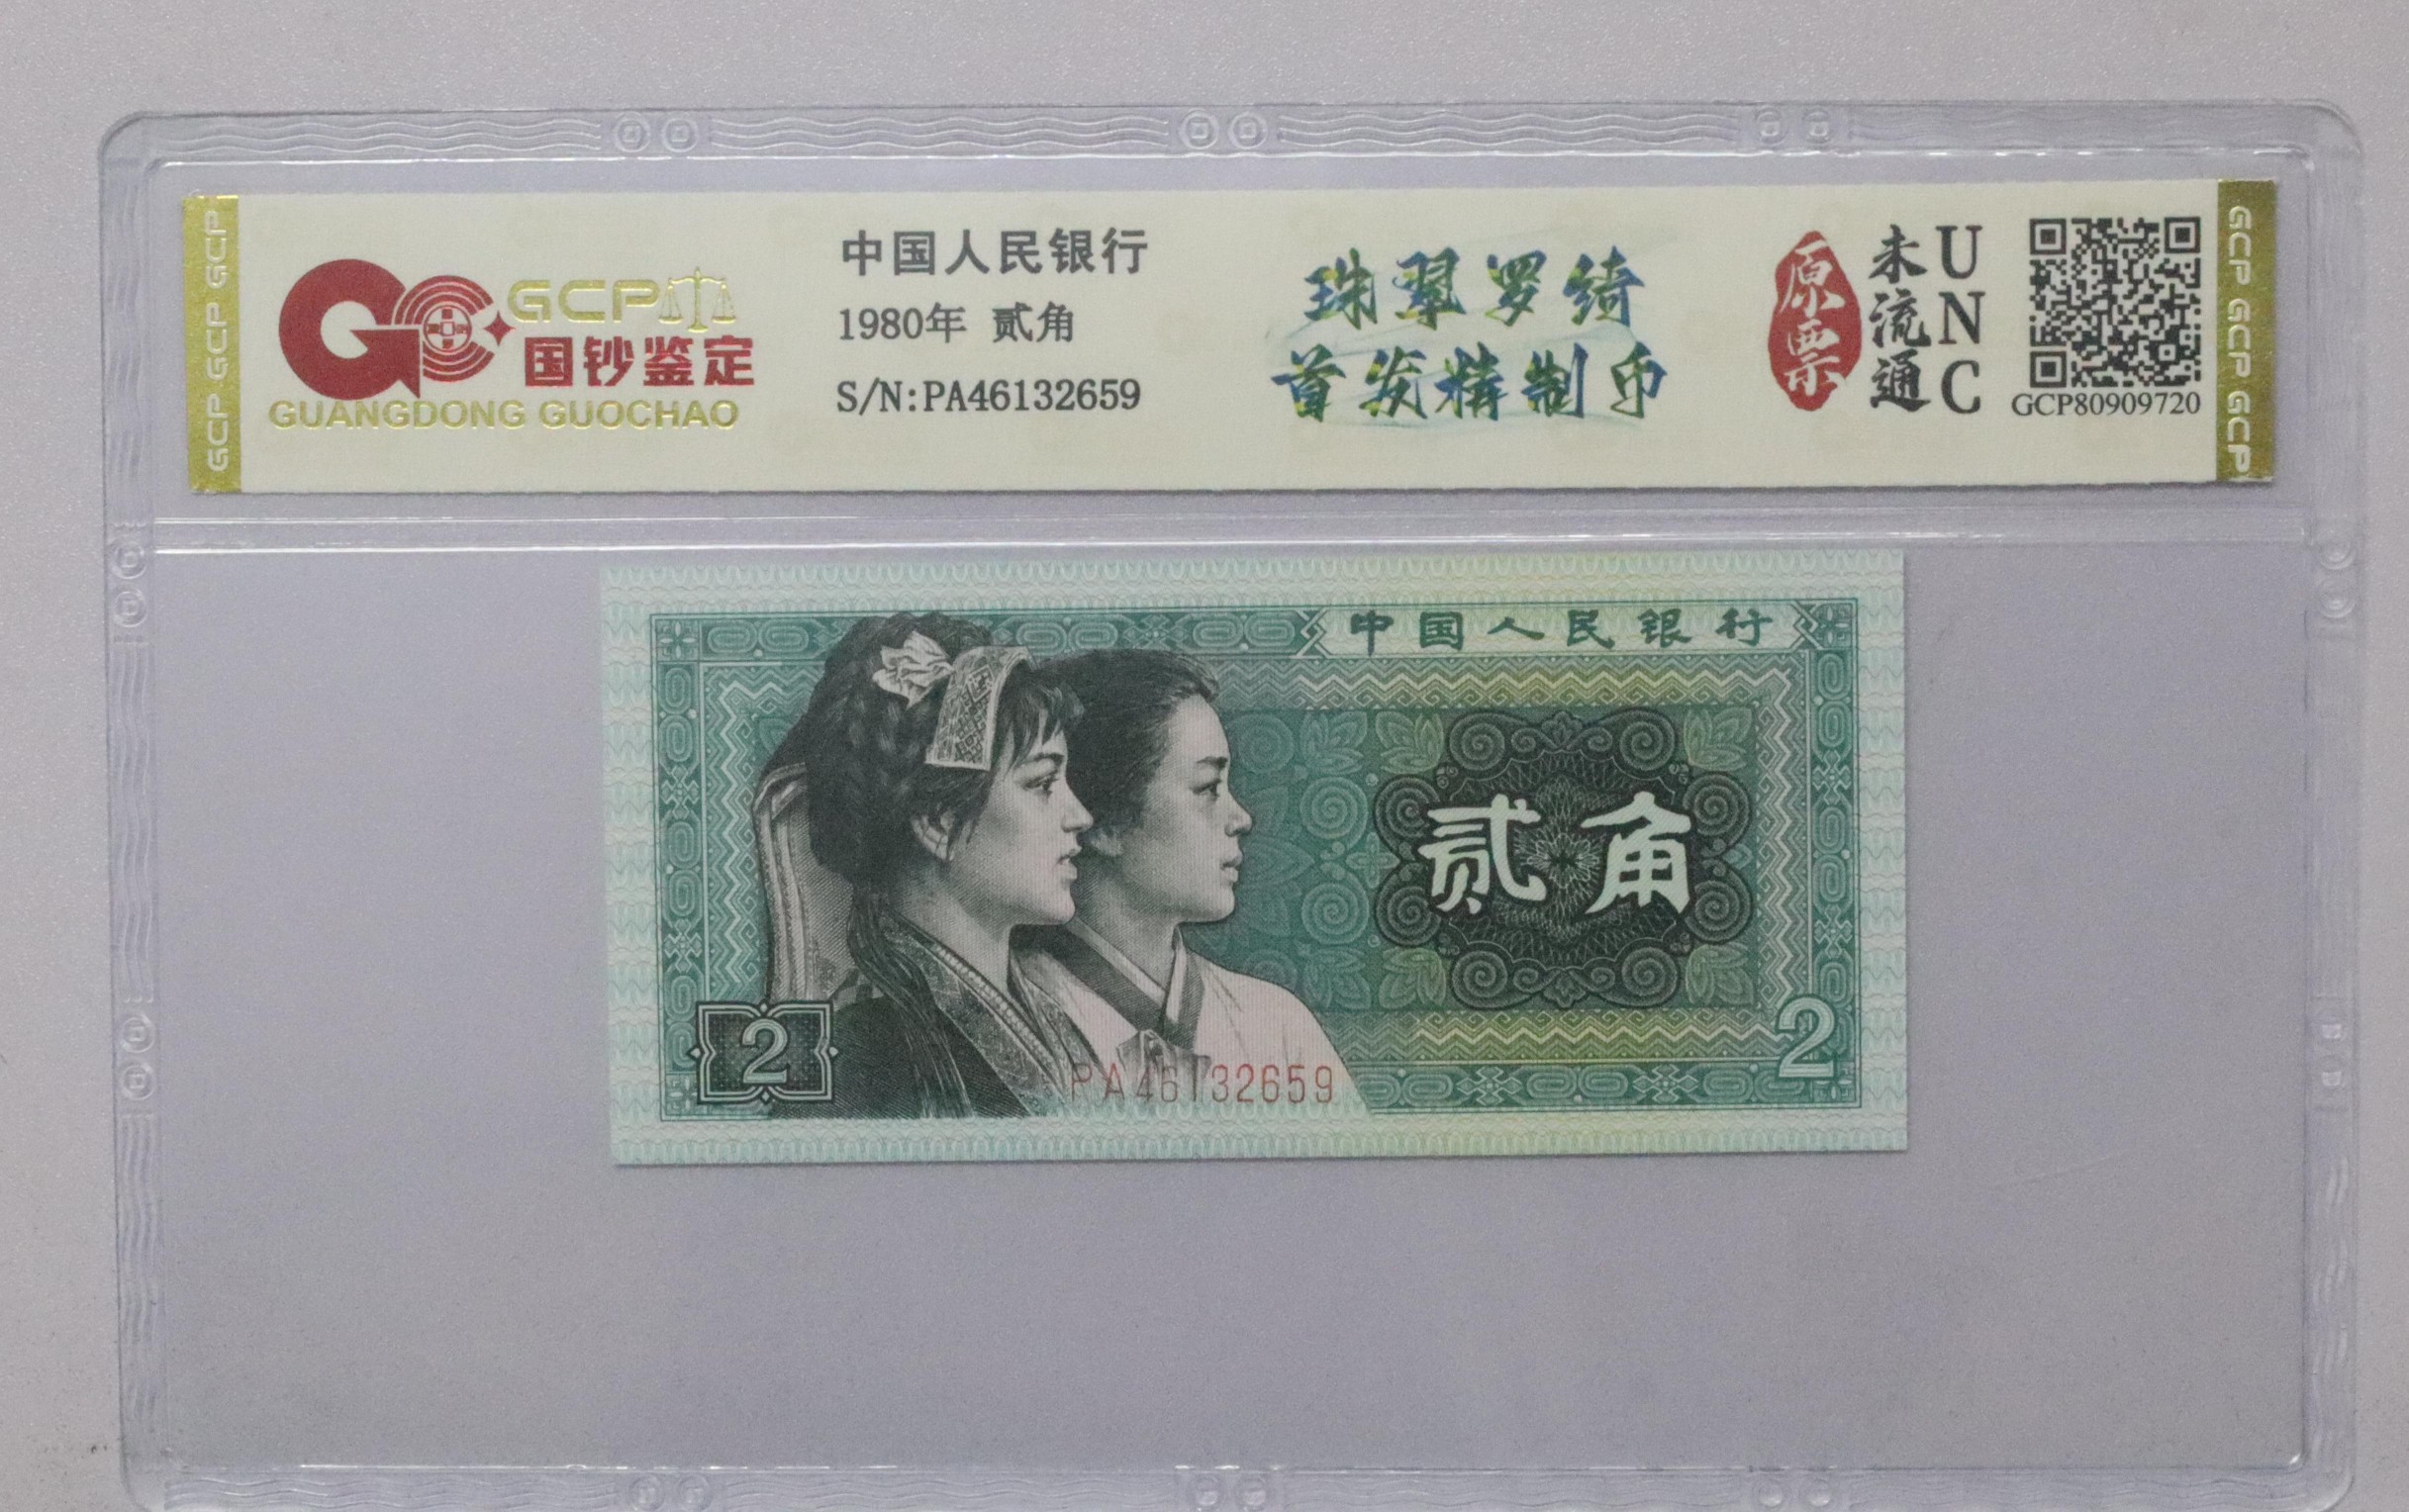 GCP GCP GCP
GCP
国钞鉴定
GUANGDONG GUOCHAO
中国人民银行
1980年 贰角
S/N:PA46132659
珠翠罗绮
首发精制币
原票
未流通
UNC
GCP80909720
GCP GCP GCP GCP
中国人民银行
贰角
2
2
PA46132659